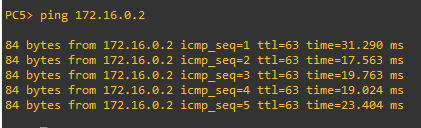 PC5> ping 172.16.0.2
84 bytes from 172.16.0.2 icmp_seq=1 ttl=63 time=31.290 ms
84 bytes from 172.16.0.2 icmp_seq=2 ttl=63 time=17.563 ms
84 bytes from 172.16.0.2 icmp_seq=3 ttl=63 time=19.763 ms
84 bytes from 172.16.0.2 icmp_seq=4 ttl=63 time=19.024 ms
84 bytes from 172.16.0.2 icmp_seq=5 ttl=63 time=23.404 ms